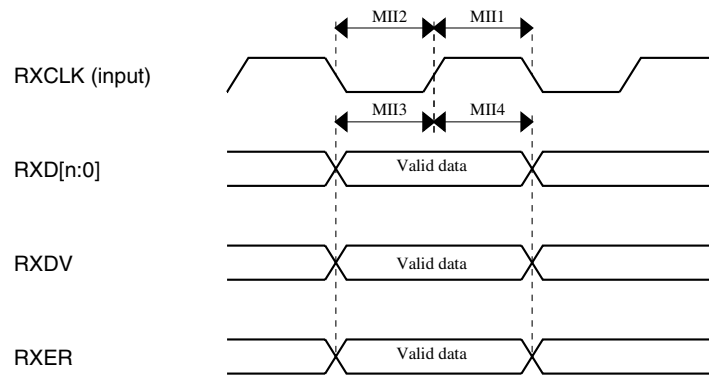 MII2 MII1
RXCLK (input)
MII3 MII4
RXD[n:0] Valid data
RXDV Valid data
RXER Valid data